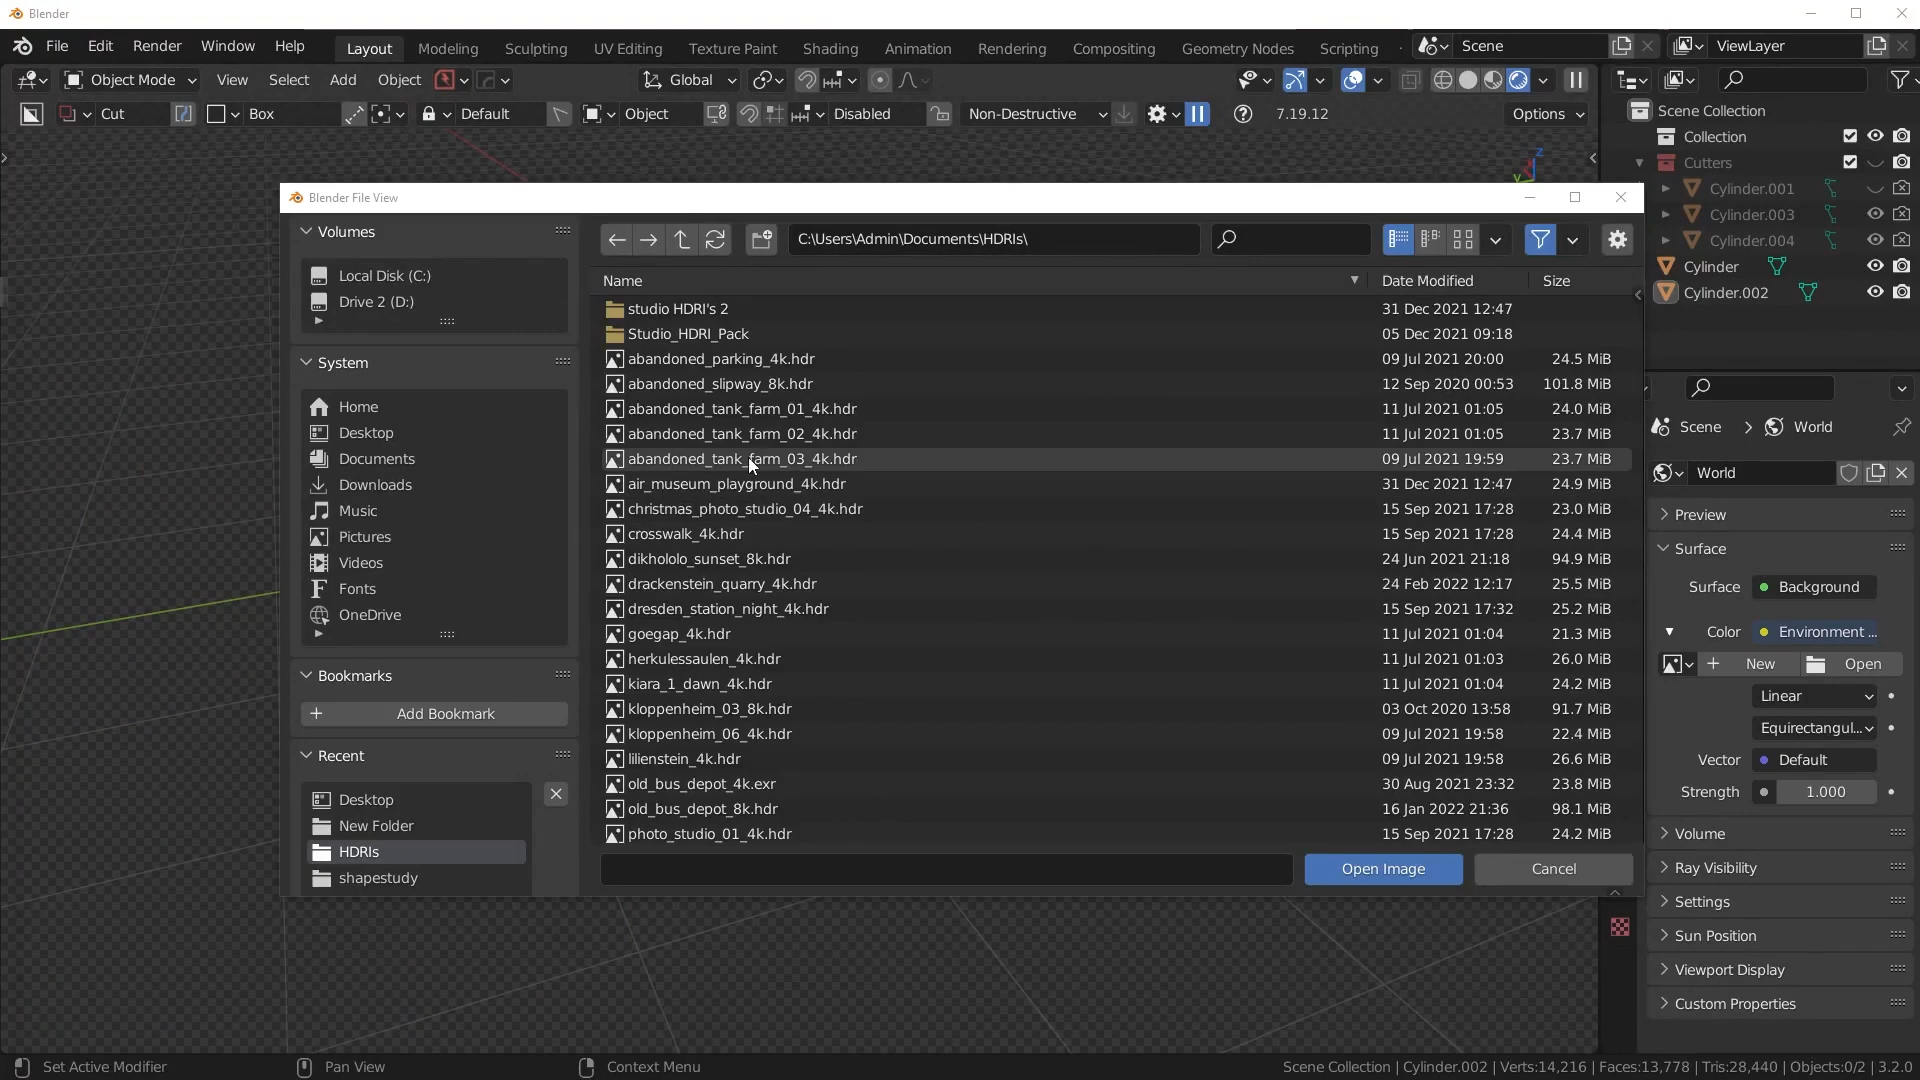 Blender
File Edit Render Window Help
Layout Modeling Sculpting UV Editing Texture Paint Shading Animation Rendering Compositing Geometry Nodes Scripting
Scene
ViewLayer
Object Mode View Select Add Object
Global
Cut
Box
Default
Object
Disabled
Non-Destructive
7.19.12
Options
Scene Collection
Collection
Cutters
Cylinder.001
Cylinder.003
Cylinder.004
Cylinder
Cylinder.002
Blender File View
Volumes
Local Disk (C:)
Drive 2 (D:)
System
Home
Desktop
Documents
Downloads
Music
Pictures
Videos
Fonts
OneDrive
Bookmarks
Add Bookmark
Recent
Desktop
New Folder
HDRIs
shapestudy
C:\Users\Admin\Documents\HDRIs\
Name Date Modified Size
studio HDRI's 2 31 Dec 2021 12:47
Studio_HDRI_Pack 05 Dec 2021 09:18
abandoned_parking_4k.hdr 09 Jul 2021 20:00 24.5 MiB
abandoned_slipway_8k.hdr 12 Sep 2020 00:53 101.8 MiB
abandoned_tank_farm_01_4k.hdr 11 Jul 2021 01:05 24.0 MiB
abandoned_tank_farm_02_4k.hdr 11 Jul 2021 01:05 23.7 MiB
abandoned_tank_farm_03_4k.hdr 09 Jul 2021 19:59 23.7 MiB
air_museum_playground_4k.hdr 31 Dec 2021 12:47 24.9 MiB
christmas_photo_studio_04_4k.hdr 15 Sep 2021 17:28 23.0 MiB
crosswalk_4k.hdr 15 Sep 2021 17:28 24.4 MiB
dikhololo_sunset_8k.hdr 24 Jun 2021 21:18 94.9 MiB
drackenstein_quarry_4k.hdr 24 Feb 2022 12:17 25.5 MiB
dresden_station_night_4k.hdr 15 Sep 2021 17:32 25.2 MiB
goegap_4k.hdr 11 Jul 2021 01:04 21.3 MiB
herkulessaulen_4k.hdr 11 Jul 2021 01:03 26.0 MiB
kiara_1_dawn_4k.hdr 11 Jul 2021 01:04 24.2 MiB
kloppenheim_03_8k.hdr 03 Oct 2020 13:58 91.7 MiB
kloppenheim_06_4k.hdr 09 Jul 2021 19:58 22.4 MiB
lilienstein_4k.hdr 09 Jul 2021 19:58 26.6 MiB
old_bus_depot_4k.exr 30 Aug 2021 23:32 23.8 MiB
old_bus_depot_8k.hdr 16 Jan 2022 21:36 98.1 MiB
photo_studio_01_4k.hdr 15 Sep 2021 17:28 24.2 MiB
Open Image
Cancel
Scene > World
World
Preview
Surface
Surface Background
Color Environment ...
New Open
Linear
Equirectangul...
Vector Default
Strength 1.000
Volume
Ray Visibility
Settings
Sun Position
Viewport Display
Custom Properties
Set Active Modifier
Pan View
Context Menu
Scene Collection | Cylinder.002 | Verts:14,216 | Faces:13,778 | Tris:28,440 | Objects:0/2 | 3.2.0